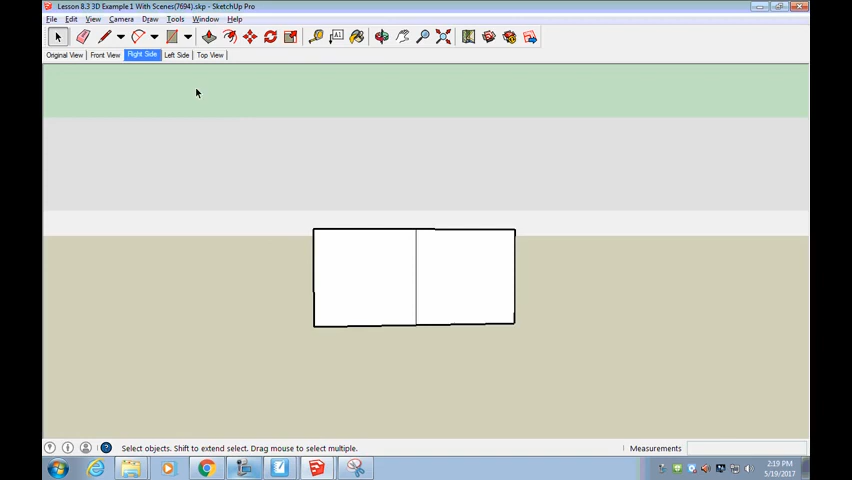 Lesson 8.3 3D Example 1 With Scenes(7694).skp - SketchUp Pro
File Edit View Camera Draw Tools Window Help
A1
Original View Front View Right Side Left Side Top View
Select objects. Shift to extend select. Drag mouse to select multiple. Measurements
2:19 PM
5/19/2017